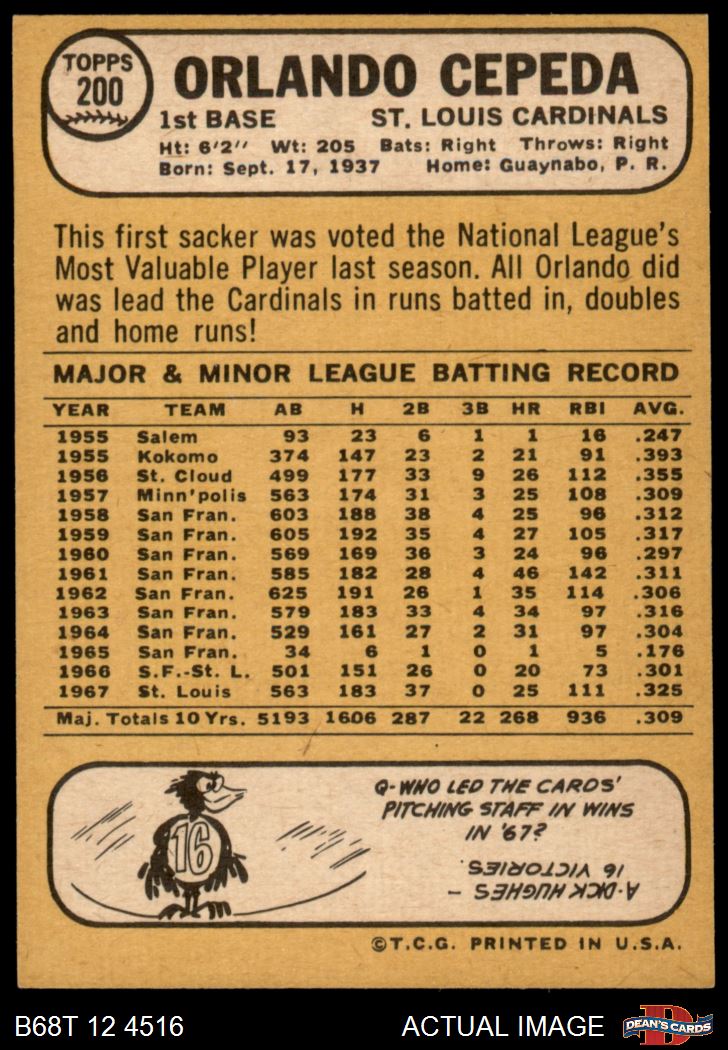 TOPPS
200
ORLANDO CEPEDA
1st BASE ST. LOUIS CARDINALS
Ht: 6'2'' Wt: 205 Bats: Right Throws: Right
Born: Sept. 17, 1937 Home: Guaynabo, P. R.
This first sacker was voted the National League's
Most Valuable Player last season. All Orlando did
was lead the Cardinals in runs batted in, doubles
and home runs!
MAJOR & MINOR LEAGUE BATTING RECORD
YEAR TEAM AB H 2B 3B HR RBI AVG.
1955 Salem 93 23 6 1 1 16 .247
1955 Kokomo 374 147 23 2 21 91 .393
1956 St. Cloud 499 177 33 9 26 112 .355
1957 Minn'polis 563 174 31 3 25 108 .309
1958 San Fran. 603 188 38 4 25 96 .312
1959 San Fran. 605 192 35 4 27 105 .317
1960 San Fran. 569 169 36 3 24 96 .297
1961 San Fran. 585 182 28 4 46 142 .311
1962 San Fran. 625 191 26 1 35 114 .306
1963 San Fran. 579 183 33 4 34 97 .316
1964 San Fran. 529 161 27 2 31 97 .304
1965 San Fran. 34 6 1 0 1 5 .176
1966 S.F.-St. L. 501 151 26 0 20 73 .301
1967 St. Louis 563 183 37 0 25 111 .325
Maj. Totals 10 Yrs. 5193 1606 287 22 268 936 .309
16
Q-WHO LED THE CARDS'
PITCHING STAFF IN WINS
IN '67?
A-DICK HUGHES –
16 VICTORIES.
©T.C.G. PRINTED IN U.S.A.
B68T 12 4516 ACTUAL IMAGE
D
DEAN'S CARDS